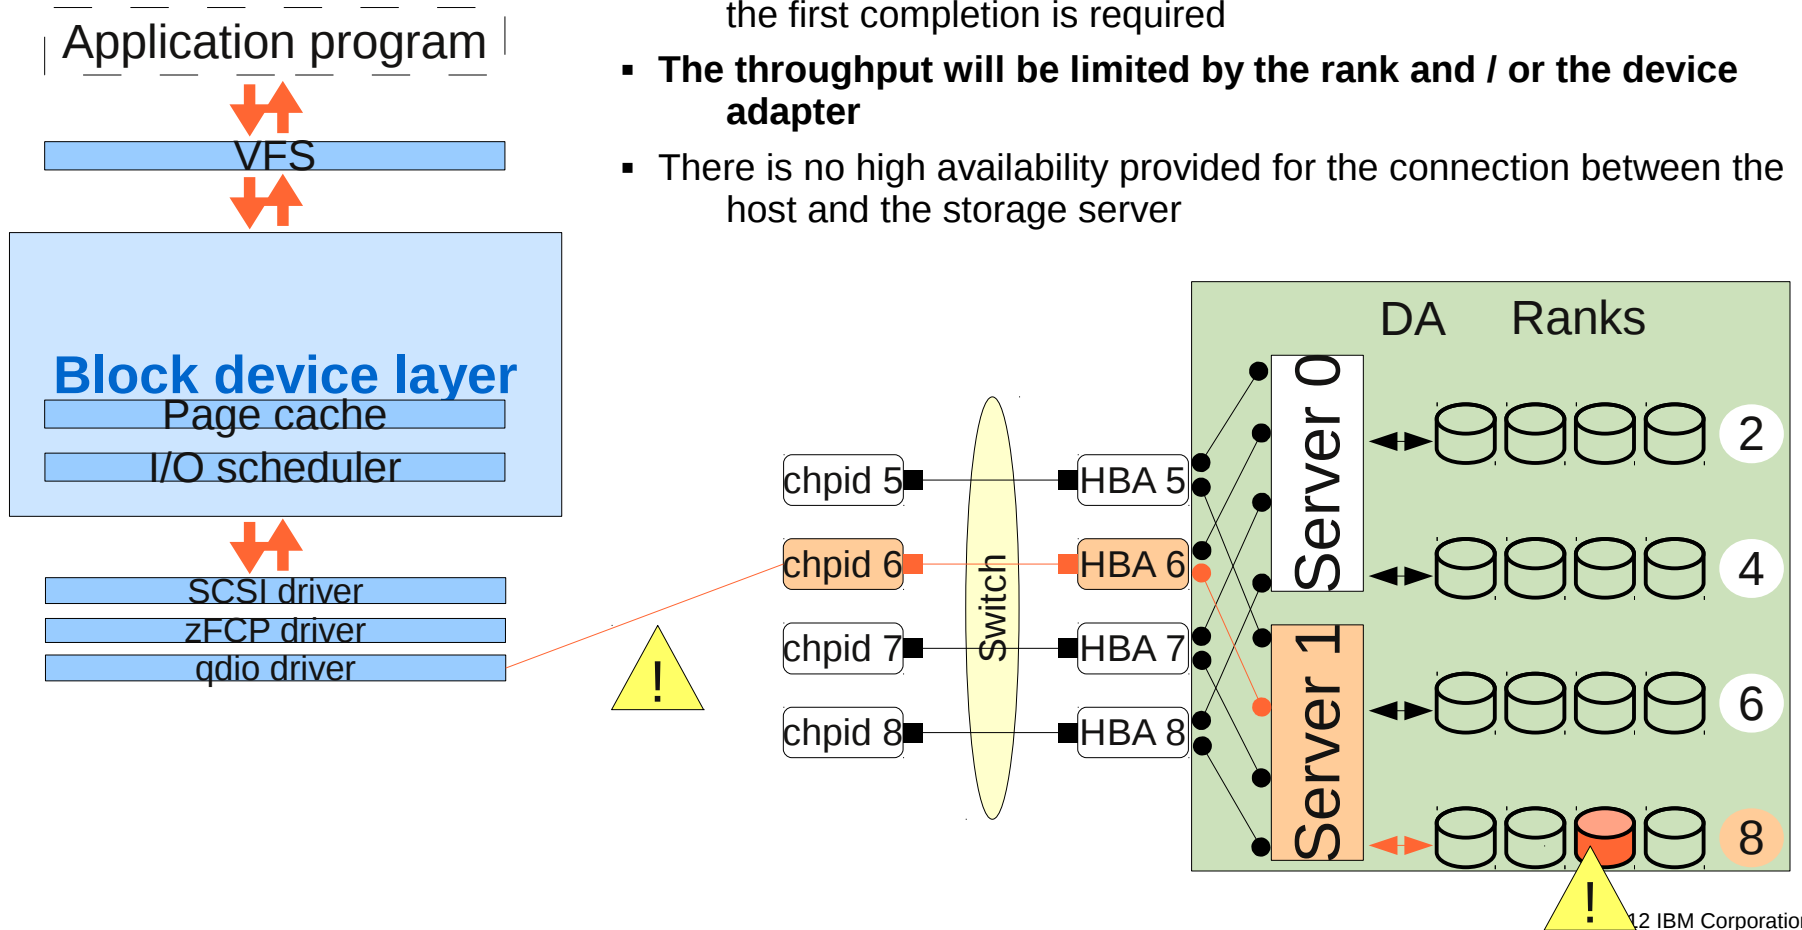 the first completion is required
▪ The throughput will be limited by the rank and / or the device
adapter
▪ There is no high availability provided for the connection between the
host and the storage server
Application program
VFS
Block device layer
Page cache
I/O scheduler
SCSI driver
zFCP driver
qdio driver
!
chpid 5
chpid 6
chpid 7
chpid 8
Switch
HBA 5
HBA 6
HBA 7
HBA 8
DA Ranks
Server 0
Server 1
2
4
6
8
!
12 IBM Corporation